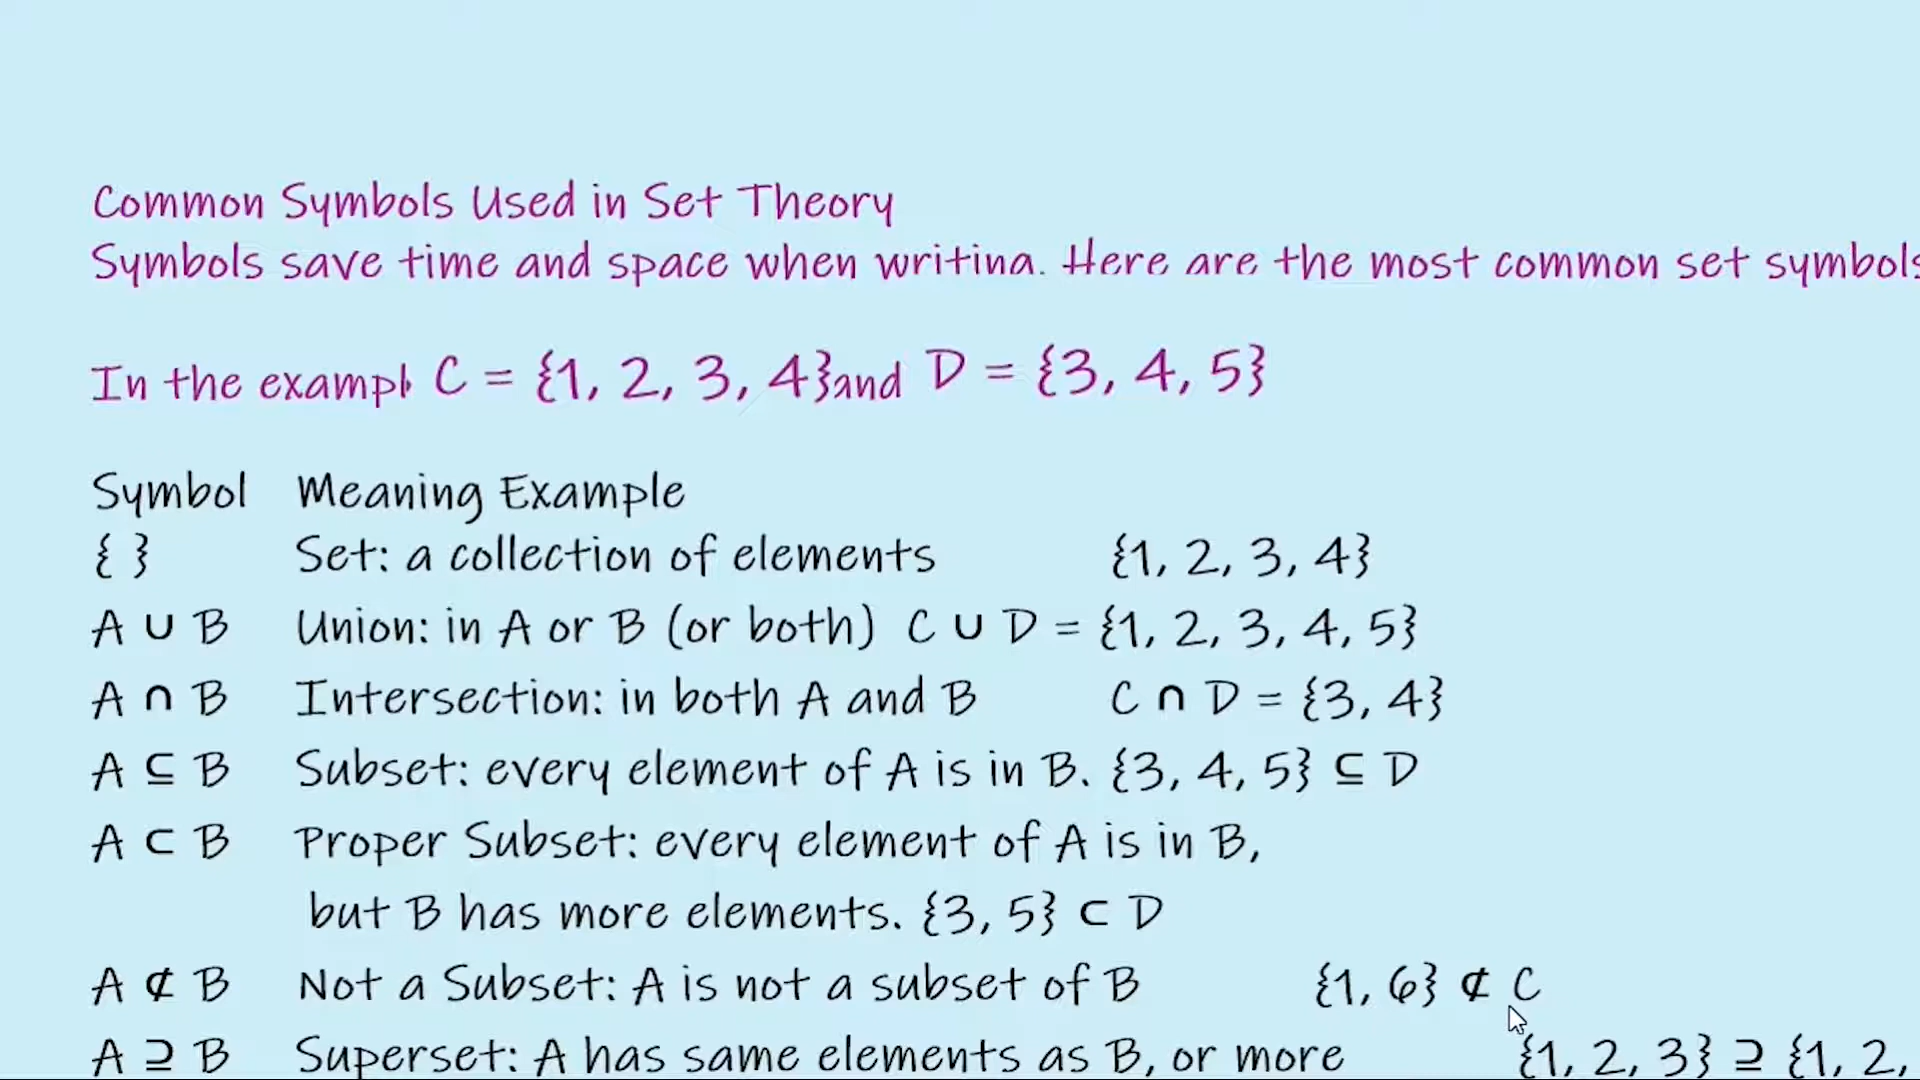 Common Symbols Used in Set Theory
Symbols save time and space when writing. Here are the most common set symbols
In the exampl C = {1, 2, 3, 4}and D = {3, 4, 5}
Symbol Meaning Example
{ } Set: a collection of elements {1, 2, 3, 4}
A ∪ B Union: in A or B (or both) C ∪ D = {1, 2, 3, 4, 5}
A ∩ B Intersection: in both A and B C ∩ D = {3, 4}
A ⊆ B Subset: every element of A is in B. {3, 4, 5} ⊆ D
A ⊂ B Proper Subset: every element of A is in B,
but B has more elements. {3, 5} ⊂ D
A ⊄ B Not a Subset: A is not a subset of B {1, 6} ⊄ C
A ⊇ B Superset: A has same elements as B, or more {1, 2, 3} ⊇ {1, 2,